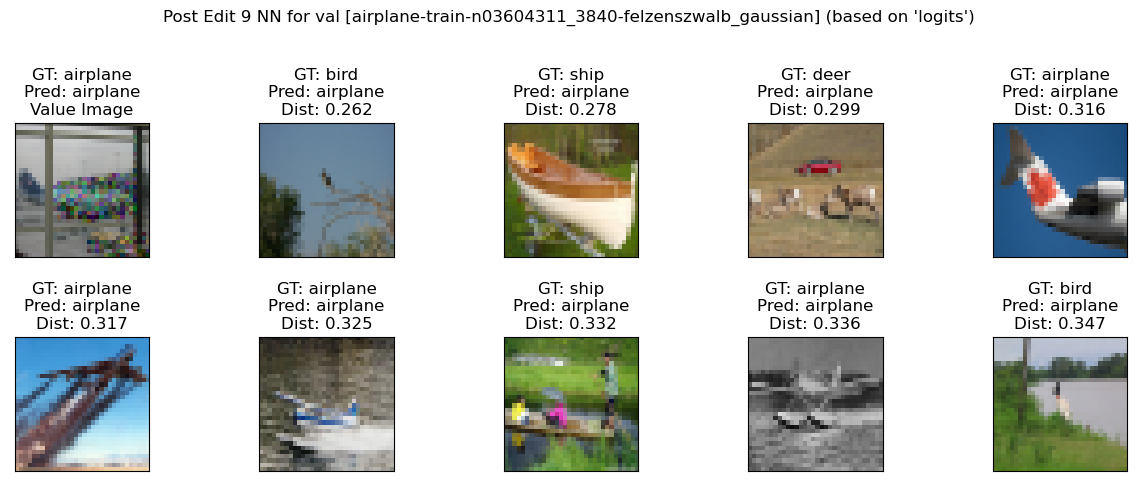 Post Edit 9 NN for val [airplane-train-n03604311_3840-felzenszwalb_gaussian] (based on 'logits')
GT: airplane
Pred: airplane
Value Image
GT: bird
Pred: airplane
Dist: 0.262
GT: ship
Pred: airplane
Dist: 0.278
GT: deer
Pred: airplane
Dist: 0.299
GT: airplane
Pred: airplane
Dist: 0.316
GT: airplane
Pred: airplane
Dist: 0.317
GT: airplane
Pred: airplane
Dist: 0.325
GT: ship
Pred: airplane
Dist: 0.332
GT: airplane
Pred: airplane
Dist: 0.336
GT: bird
Pred: airplane
Dist: 0.347